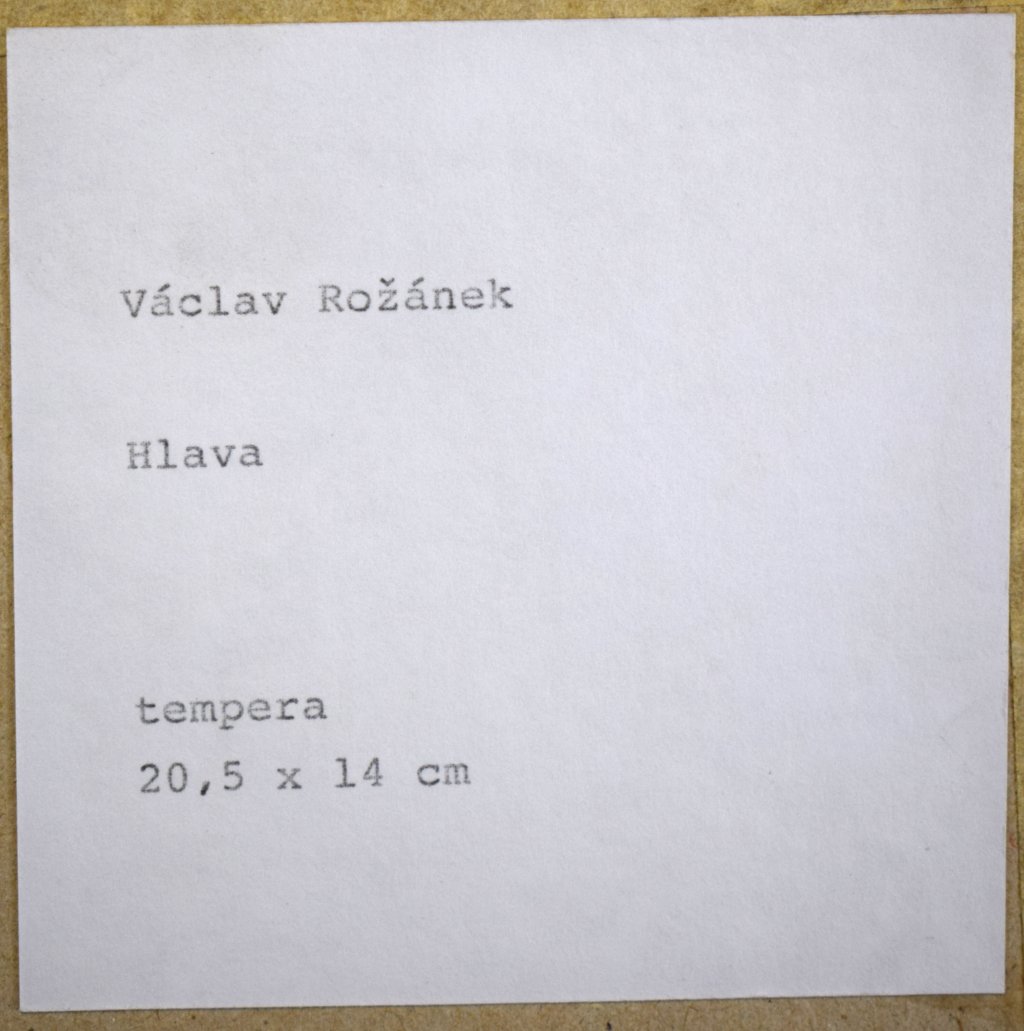 Václav Rožánek
Hlava
tempera
20,5 x 14 cm